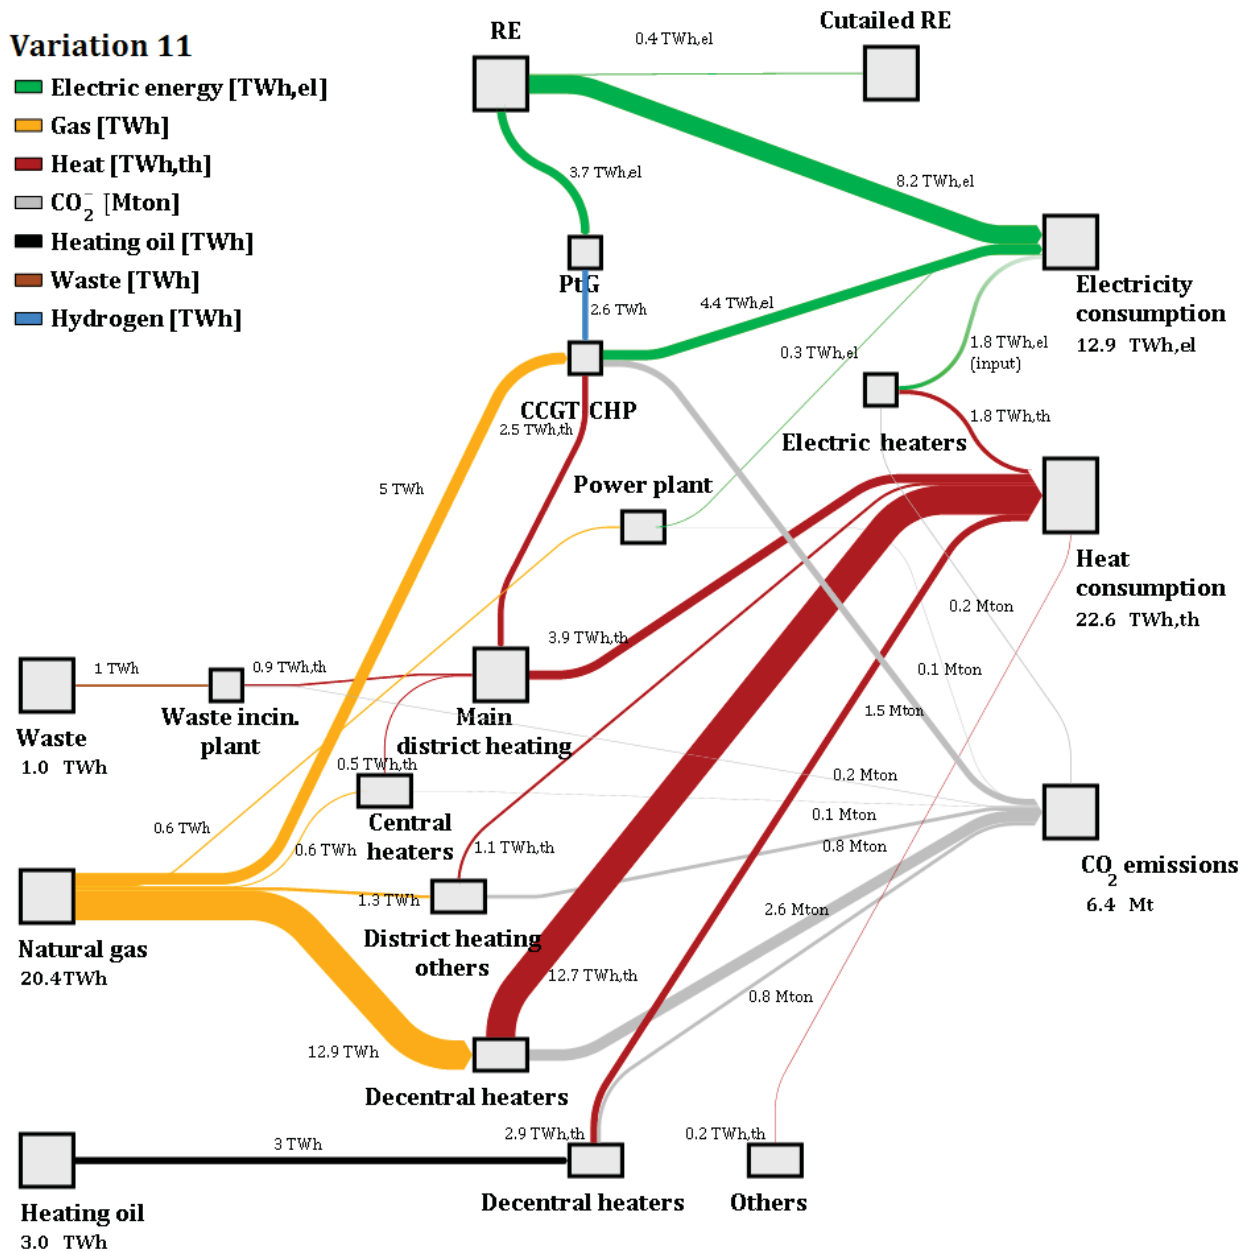 RE
Cutailed RE
Variation 11
0.4 TWh,el
Electric energy [TWh,el]
Gas [TWh]
Heat [TWh,th]
CO2⁻ [Mton]
Heating oil [TWh]
Waste [TWh]
Hydrogen [TWh]
3.7 TWh,el
8.2 TWh,el
PtG
2.6 TWh
4.4 TWh,el
Electricity
consumption
12.9 TWh,el
0.3 TWh,el
1.8 TWh,el
(input)
CCGT CHP
2.5 TWh,th
1.8 TWh,th
Electric heaters
5 TWh
Power plant
Heat
consumption
22.6 TWh,th
0.2 Mton
3.9 TWh,th
0.1 Mton
1 TWh
0.9 TWh,th
Waste incin.
plant
Main
district heating
1.5 Mton
Waste
1.0 TWh
0.5 TWh,th
0.2 Mton
Central
heaters
0.1 Mton
0.6 TWh
0.6 TWh
1.1 TWh,th
0.8 Mton
CO2 emissions
6.4 Mt
1.3 TWh
2.6 Mton
Natural gas
20.4TWh
District heating
others
12.7 TWh,th
0.8 Mton
12.9 TWh
Decentral heaters
3 TWh
2.9 TWh,th
0.2 TWh,th
Heating oil
3.0 TWh
Decentral heaters
Others